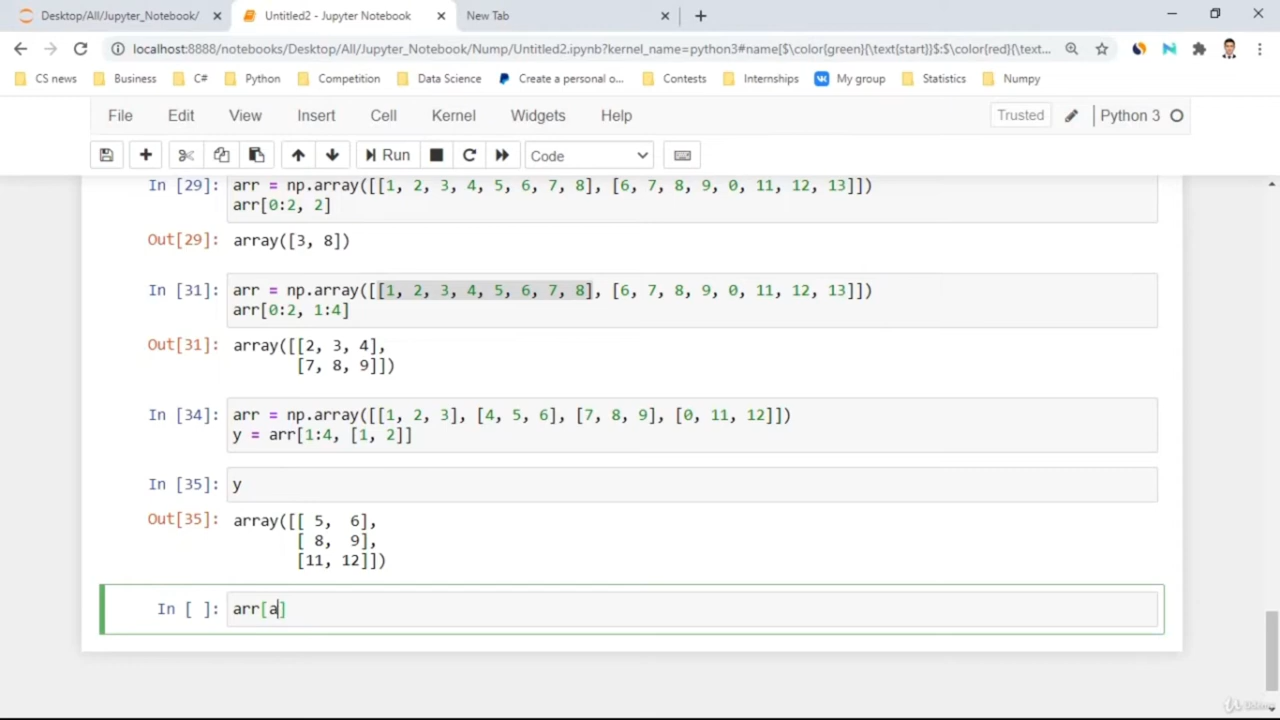 Desktop/All/Jupyter_Notebook/
Untitled2 - Jupyter Notebook
New Tab
localhost:8888/notebooks/Desktop/All/Jupyter_Notebook/Nump/Untitled2.ipynb?kernel_name=python3#name[$\color{green}{\text{start}}$:$\color{red}{\t...
CS news Business C# Python Competition Data Science Create a personal o... Contests Internships My group Statistics Numpy
File Edit View Insert Cell Kernel Widgets Help Trusted Python 3
Run Code
In [29]: arr = np.array([[1, 2, 3, 4, 5, 6, 7, 8], [6, 7, 8, 9, 0, 11, 12, 13]])
arr[0:2, 2]
Out[29]: array([3, 8])
In [31]: arr = np.array([[1, 2, 3, 4, 5, 6, 7, 8], [6, 7, 8, 9, 0, 11, 12, 13]])
arr[0:2, 1:4]
Out[31]: array([[2, 3, 4],
[7, 8, 9]])
In [34]: arr = np.array([[1, 2, 3], [4, 5, 6], [7, 8, 9], [0, 11, 12]])
y = arr[1:4, [1, 2]]
In [35]: y
Out[35]: array([[ 5, 6],
[ 8, 9],
[11, 12]])
In [ ]: arr[a]